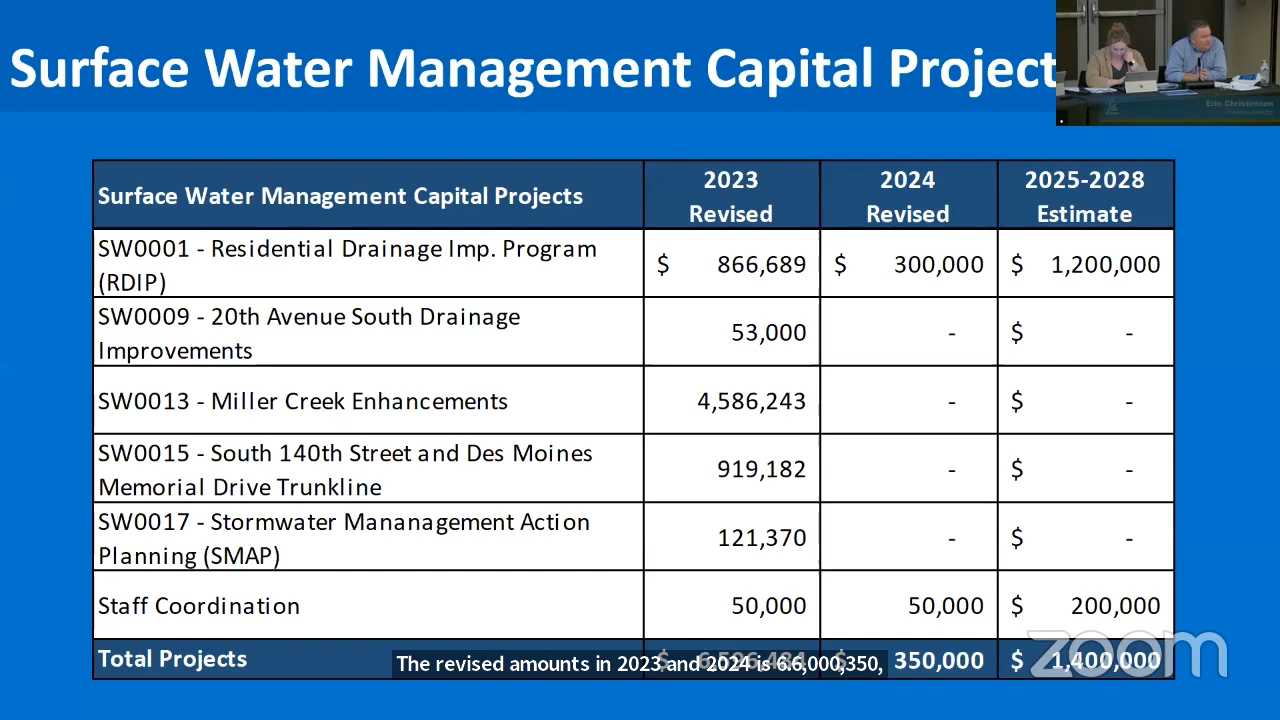 Surface Water Management Capital Project
Eric Christensen
Surface Water Management Capital Projects
2023 Revised
2024 Revised
2025-2028 Estimate
SW0001 - Residential Drainage Imp. Program (RDIP)
$ 866,689
$ 300,000
$ 1,200,000
SW0009 - 20th Avenue South Drainage Improvements
53,000
-
$ -
SW0013 - Miller Creek Enhancements
4,586,243
-
$ -
SW0015 - South 140th Street and Des Moines Memorial Drive Trunkline
919,182
-
$ -
SW0017 - Stormwater Mananagement Action Planning (SMAP)
121,370
-
$ -
Staff Coordination
50,000
50,000
$ 200,000
Total Projects
350,000
$ 1,400,000
The revised amounts in 2023 and 2024 is 6.6,000,350,
zoom